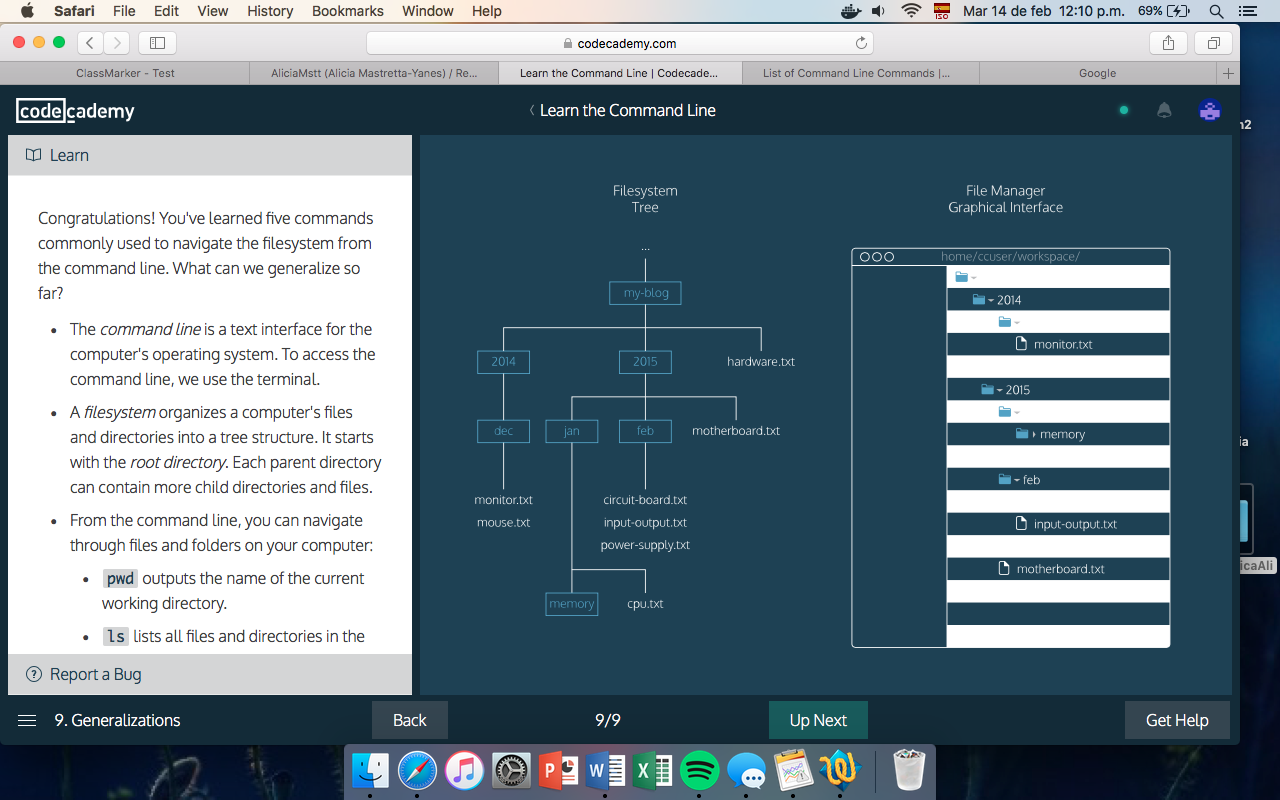 Safari File Edit View History Bookmarks Window Help
ISO
Mar 14 de feb 12:10 p.m. 69%
codecademy.com
ClassMarker - Test
AliciaMstt (Alicia Mastretta-Yanes) / Re...
Learn the Command Line | Codecade...
List of Command Line Commands |...
Google
codecademy
Learn the Command Line
n2
Learn
Congratulations! You've learned five commands
commonly used to navigate the filesystem from
the command line. What can we generalize so
far?
• The command line is a text interface for the
computer's operating system. To access the
command line, we use the terminal.
• A filesystem organizes a computer's files
and directories into a tree structure. It starts
with the root directory. Each parent directory
can contain more child directories and files.
• From the command line, you can navigate
through files and folders on your computer:
• pwd outputs the name of the current
working directory.
• ls lists all files and directories in the
Report a Bug
Filesystem
Tree
...
my-blog
2014 2015 hardware.txt
dec jan feb motherboard.txt
monitor.txt circuit-board.txt
mouse.txt input-output.txt
power-supply.txt
memory cpu.txt
File Manager
Graphical Interface
home/ccuser/workspace/
2014
monitor.txt
2015
memory
feb
input-output.txt
motherboard.txt
ia
icaAli
9. Generalizations
Back
9/9
Up Next
Get Help
P W X